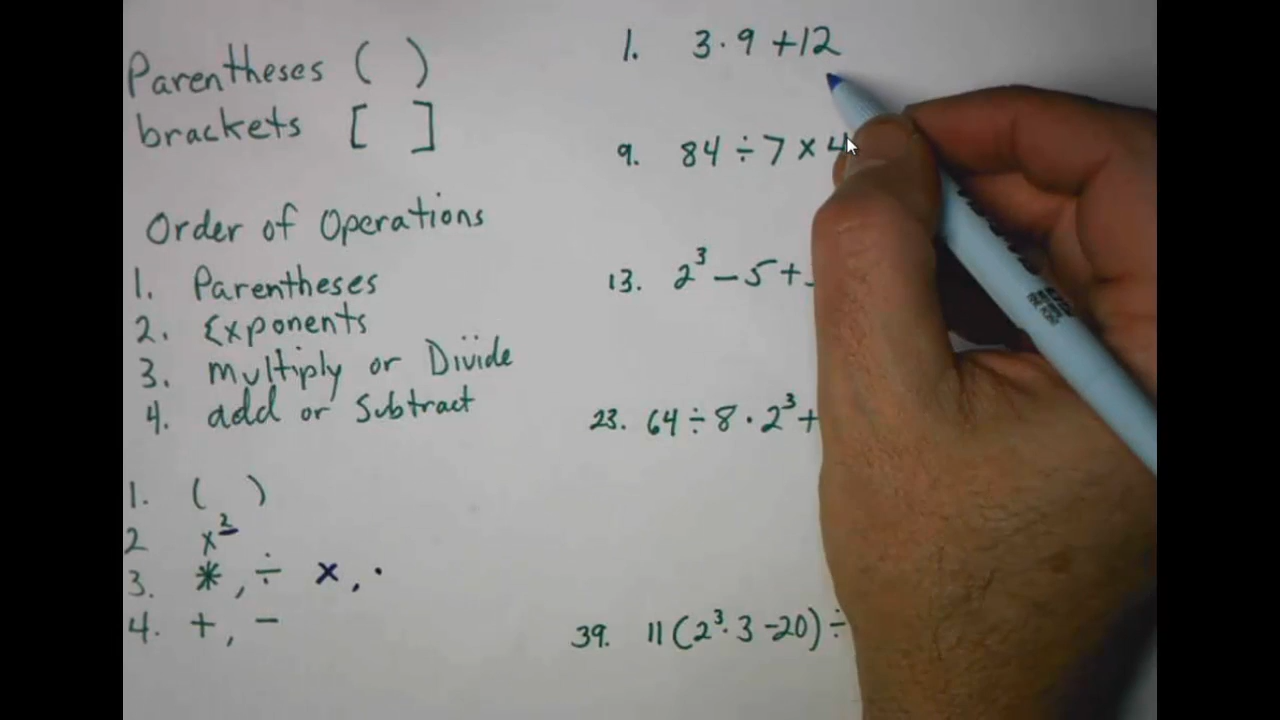 Parentheses ( )
brackets [ ]
Order of Operations
1. Parentheses
2. Exponents
3. Multiply or Divide
4. add or Subtract
1. ( )
2 x²
3. *, ÷ ×, ·
4. +, -
1. 3 · 9 + 12
9. 84 ÷ 7 × 4
13. 2³ - 5 +
23. 64 ÷ 8 · 2³ +
39. 11 (2³ · 3 - 20) ÷